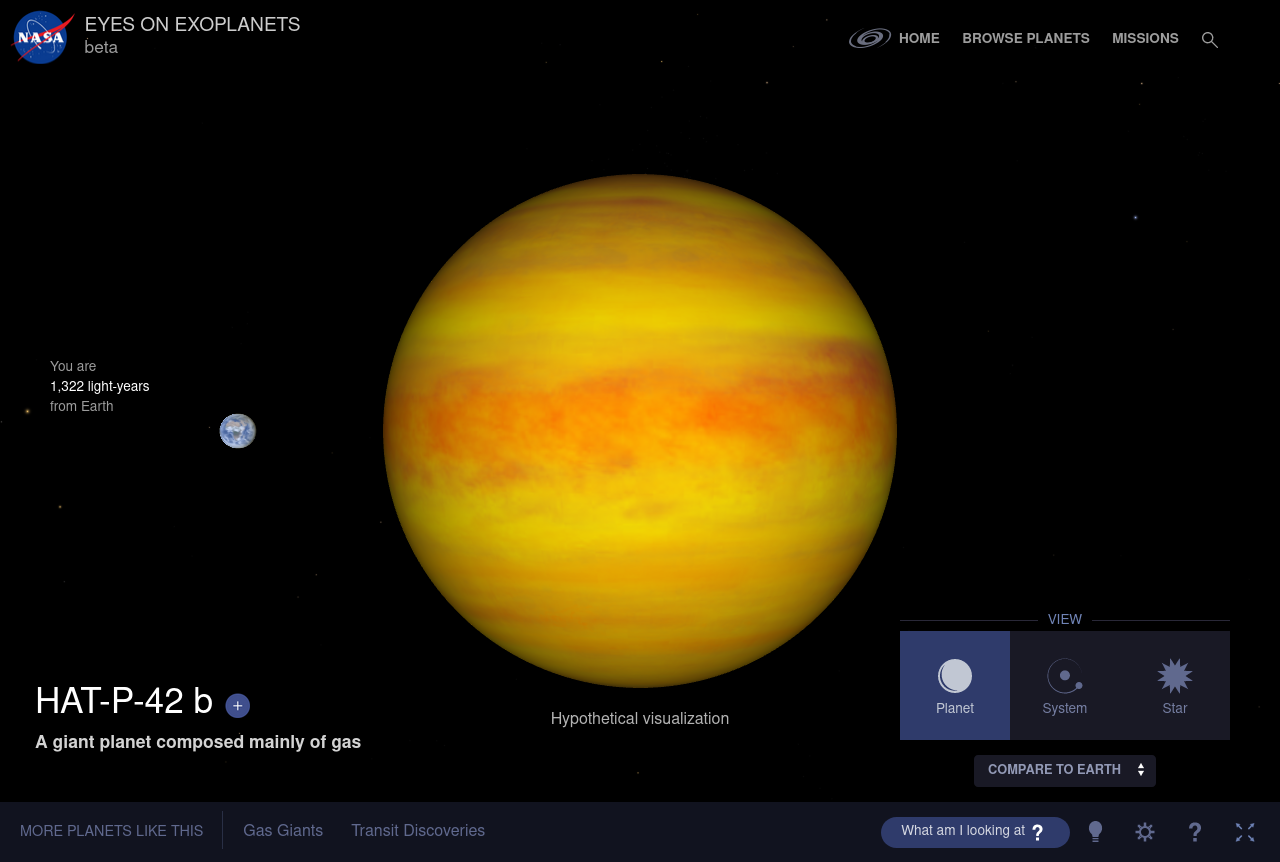 NASA
EYES ON EXOPLANETS
beta
HOME
BROWSE PLANETS
MISSIONS
You are
1,322 light-years
from Earth
HAT-P-42 b +
A giant planet composed mainly of gas
Hypothetical visualization
VIEW
Planet
System
Star
COMPARE TO EARTH
MORE PLANETS LIKE THIS
Gas Giants
Transit Discoveries
What am I looking at ?
?